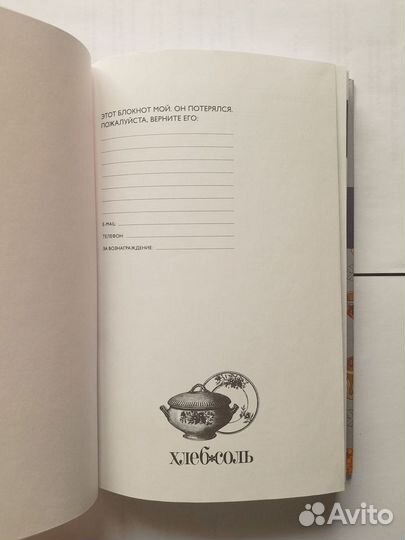 ЭТОТ БЛОКНОТ МОЙ. ОН ПОТЕРЯЛСЯ.
ПОЖАЛУЙСТА, ВЕРНИТЕ ЕГО:
E-MAIL:
ТЕЛЕФОН:
ЗА ВОЗНАГРАЖДЕНИЕ:
хлеб*соль
Avito